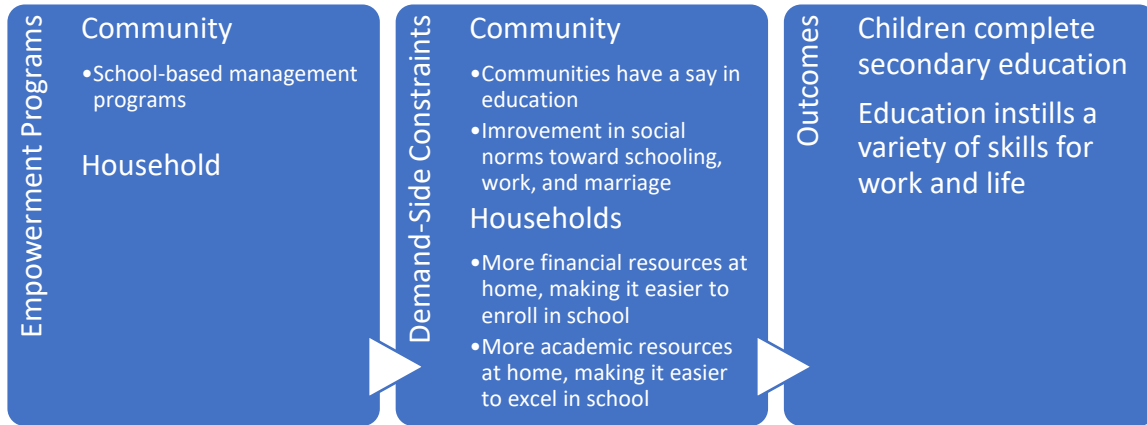 Empowerment Programs
Community
•School-based management
programs
Household
Demand-Side Constraints
Community
•Communities have a say in
education
•Imrovement in social
norms toward schooling,
work, and marriage
Households
•More financial resources at
home, making it easier to
enroll in school
•More academic resources
at home, making it easier
to excel in school
Outcomes
Children complete
secondary education
Education instills a
variety of skills for
work and life